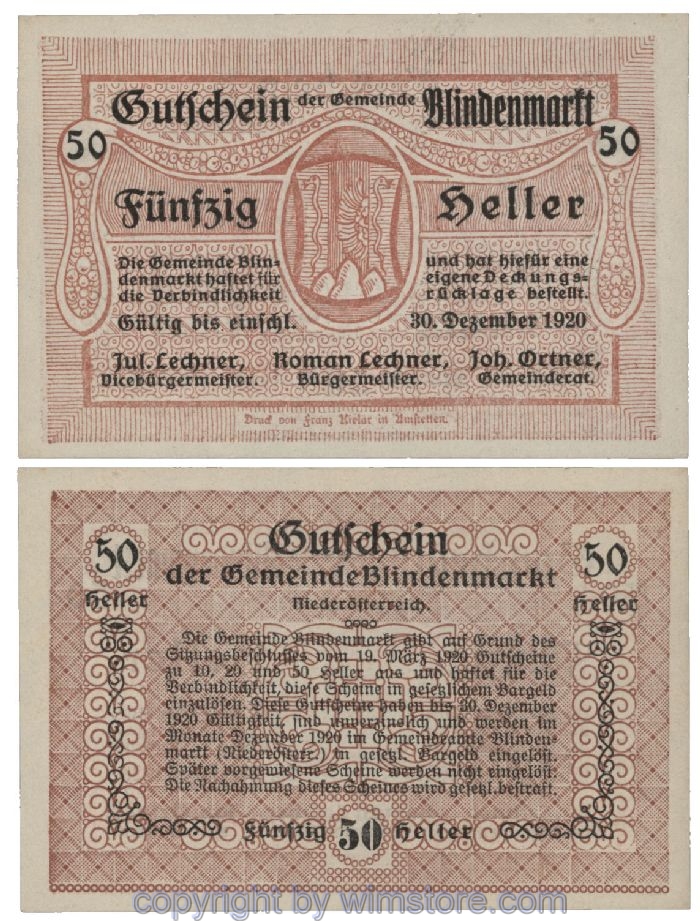 Gutschein der Gemeinde Blindenmarkt
50 50
Fünfzig Heller
Die Gemeinde Blin-
denmarkt haftet für
die Verbindlichkeit
und hat hiefür eine
eigene Deckungs-
rücklage bestellt.
Gültig bis einschl. 30. Dezember 1920
Jul. Lechner, Roman Lechner, Joh. Ortner,
Vicebürgermeister. Bürgermeister. Gemeinderat.
Druck von Franz Kielar in Amstetten.
50 Gutschein 50
der Gemeinde Blindenmarkt
Heller Niederösterreich. Heller
Die Gemeinde Blindenmarkt gibt auf Grund des
Sitzungsbeschlusses vom 19. März 1920 Gutscheine
zu 10, 20 und 50 Heller aus und haftet für die
Verbindlichkeit, diese Scheine in gesetzlichem Bargeld
einzulösen. Diese Gutscheine haben bis 30. Dezember
1920 Gültigkeit, sind unverzinslich und werden im
Monate Dezember 1920 im Gemeindeamte Blinden-
markt (Niederösterr.) in gesetzl. Bargeld eingelöst.
Später vorgewiesene Scheine werden nicht eingelöst.
Die Nachahmung dieses Scheines wird gesetzl. bestraft.
Fünfzig 50 Heller
copyright by wimstore.com